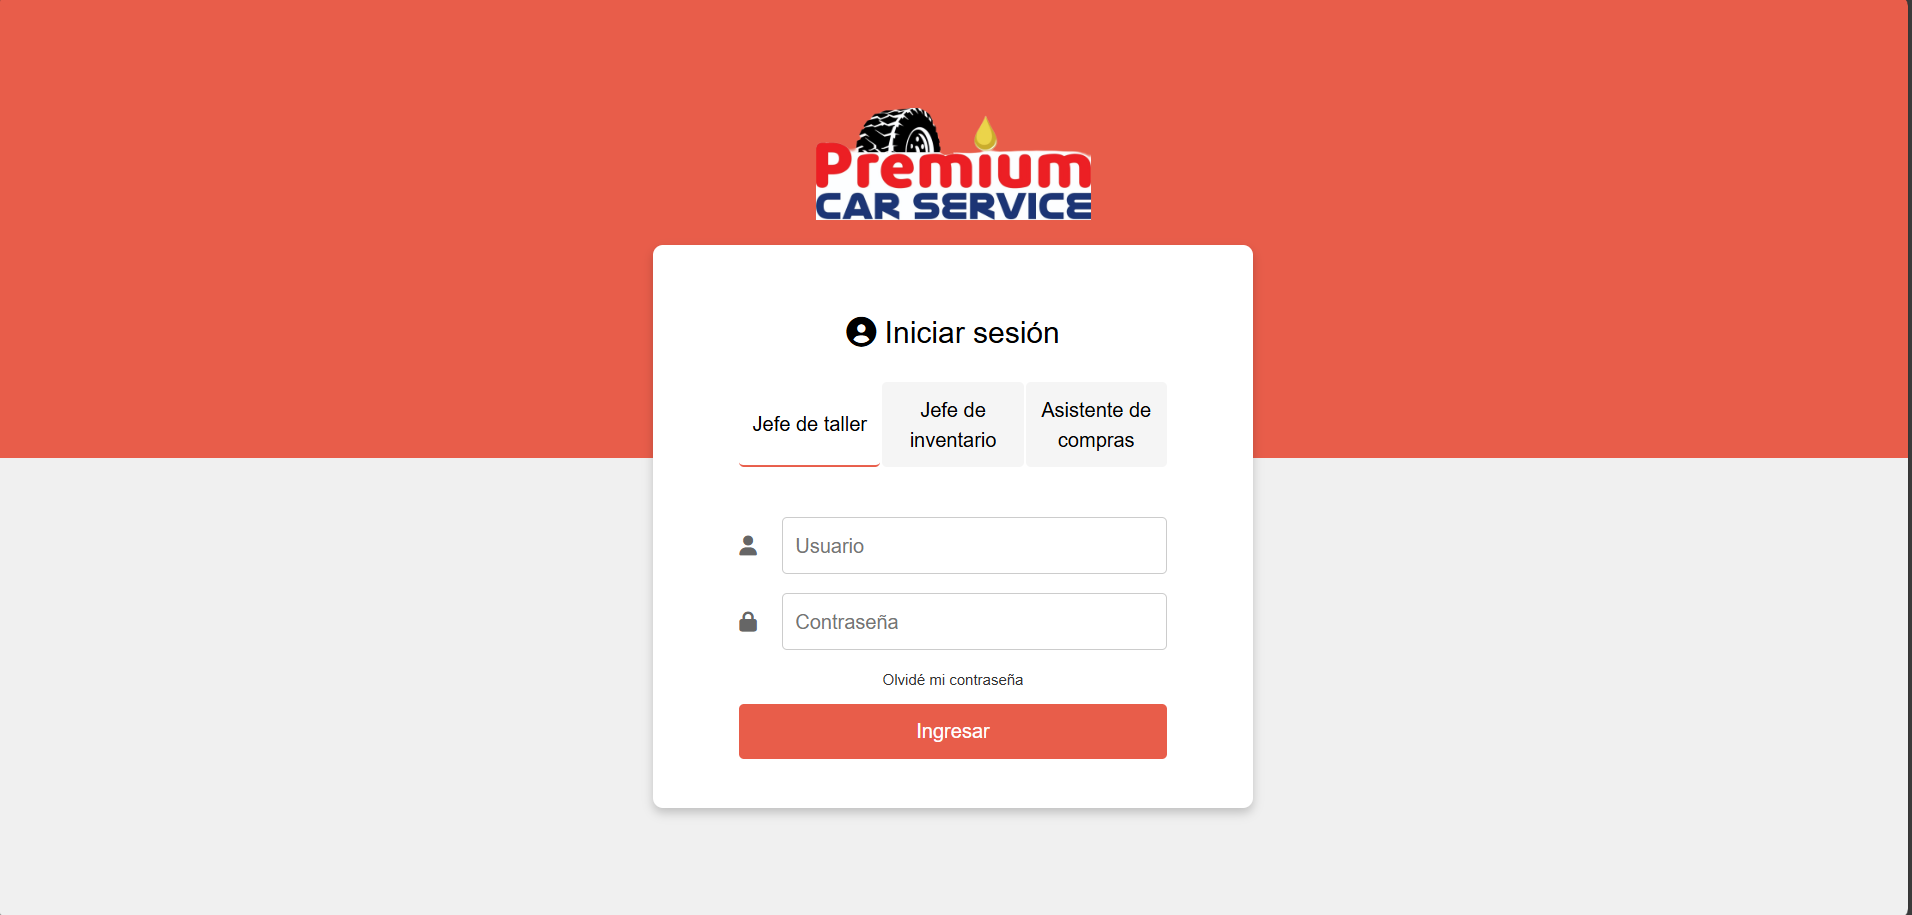 Premium
CAR SERVICE
Iniciar sesión
Jefe de taller
Jefe de
inventario
Asistente de
compras
Usuario
Contraseña
Olvidé mi contraseña
Ingresar